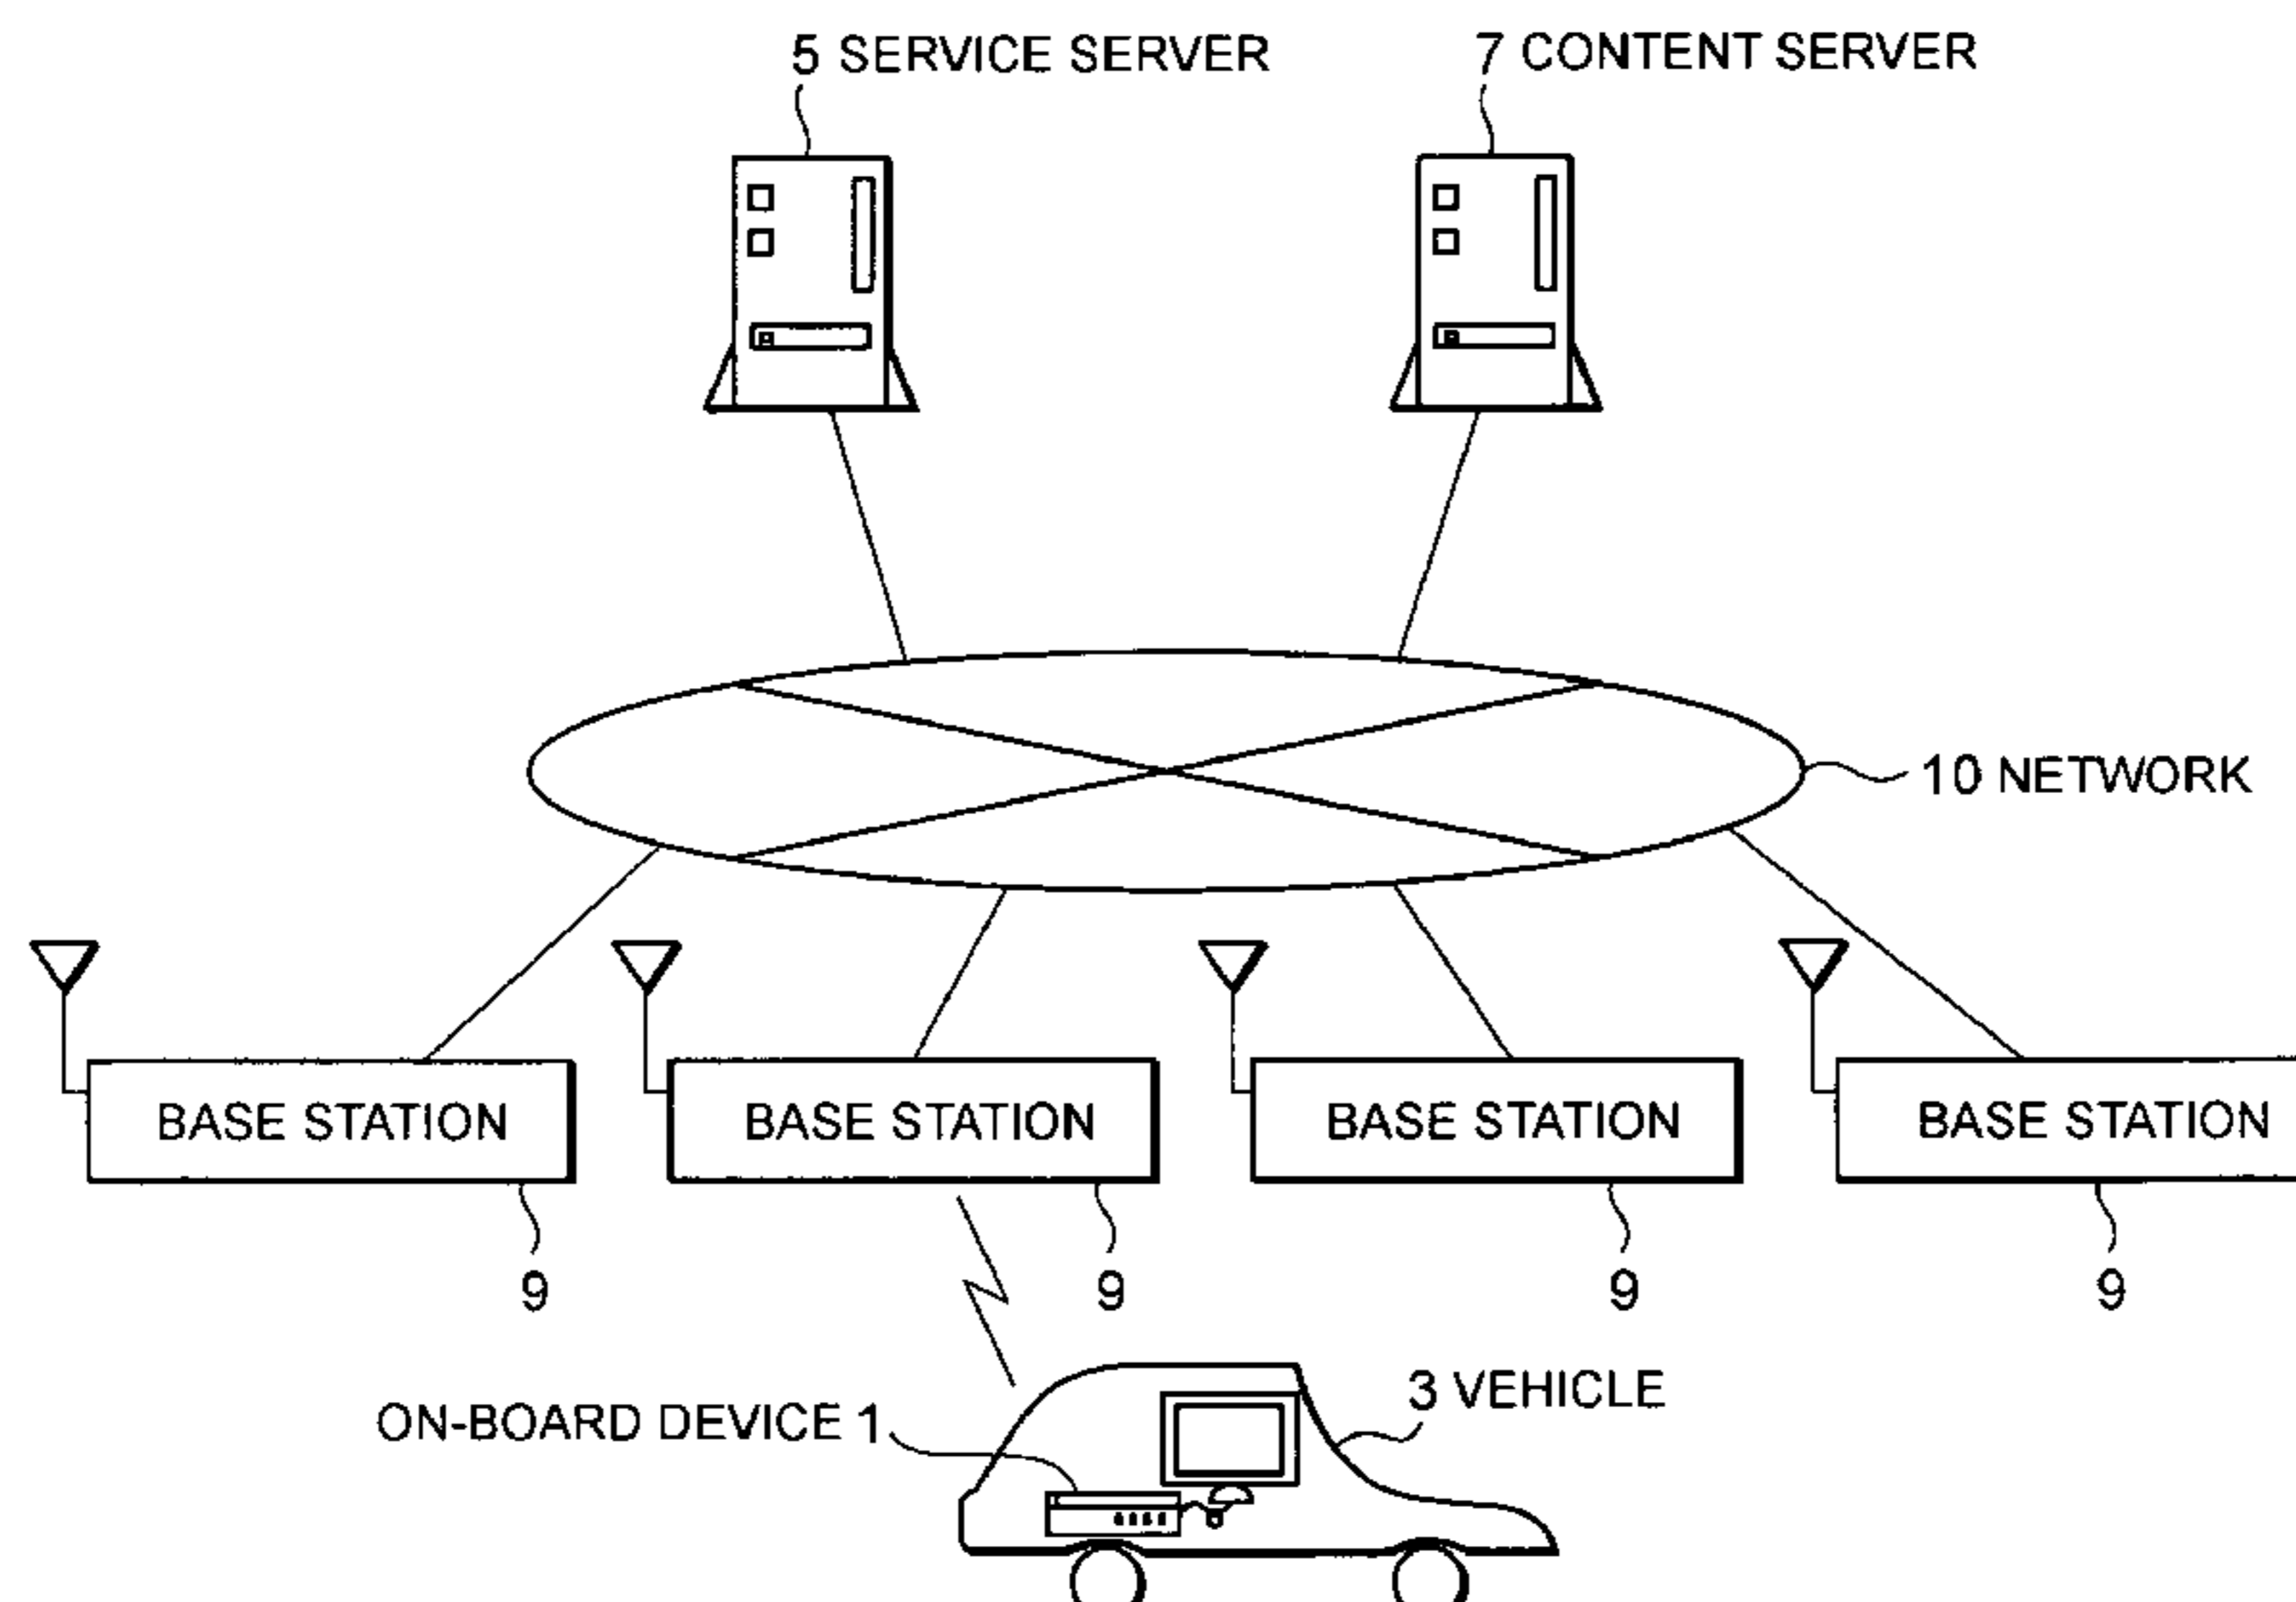 5 SERVICE SERVER
7 CONTENT SERVER
10 NETWORK
BASE STATION
BASE STATION
BASE STATION
BASE STATION
9
9
9
9
3 VEHICLE
ON-BOARD DEVICE 1